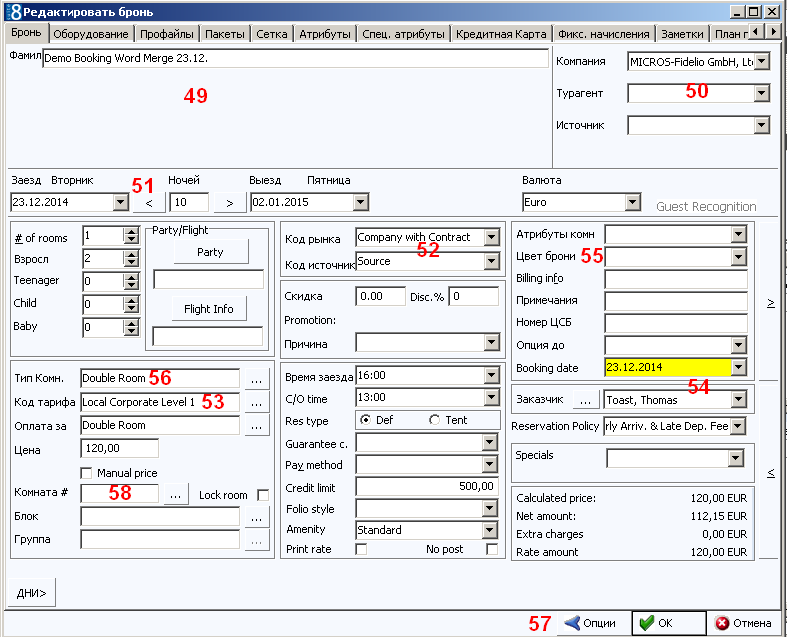 8 Редактировать бронь
Бронь Оборудование Профайлы Пакеты Сетка Атрибуты Спец. атрибуты Кредитная Карта Фикс. начисления Заметки План г
Фамил Demo Booking Word Merge 23.12.
49
Компания MICROS-Fidelio GmbH, Lt
Турагент 50
Источник
Заезд Вторник 51 Ночей Выезд Пятница Валюта
23.12.2014 < 10 > 02.01.2015 Euro Guest Recognition
# of rooms 1
Взросл 2
Teenager 0
Child 0
Baby 0
Party/Flight
Party
Flight Info
Код рынка Company with Contract
52
Код источник Source
Скидка 0.00 Disc.% 0
Promotion:
Причина
Атрибуты комн
Цвет брони 55
Billing info
Примечания
Номер ЦСБ
Опция до
Booking date 23.12.2014
>
Тип Комн. Double Room 56 ...
Код тарифа Local Corporate Level 1 53 ...
Оплата за Double Room ...
Цена 120,00
Manual price
Комната # 58 ... Lock room
Блок ...
Группа ...
Время заезда 16:00
C/O time 13:00
Res type Def Tent
Guarantee c.
Pay method
Credit limit 500,00
Folio style
Amenity Standard
Print rate No post
54
Заказчик ... Toast, Thomas
Reservation Policy rly Arriv. & Late Dep. Fee
Specials
<
Calculated price: 120,00 EUR
Net amount: 112,15 EUR
Extra charges 0,00 EUR
Rate amount 120,00 EUR
ДНИ>
57 Опции OK Отмена